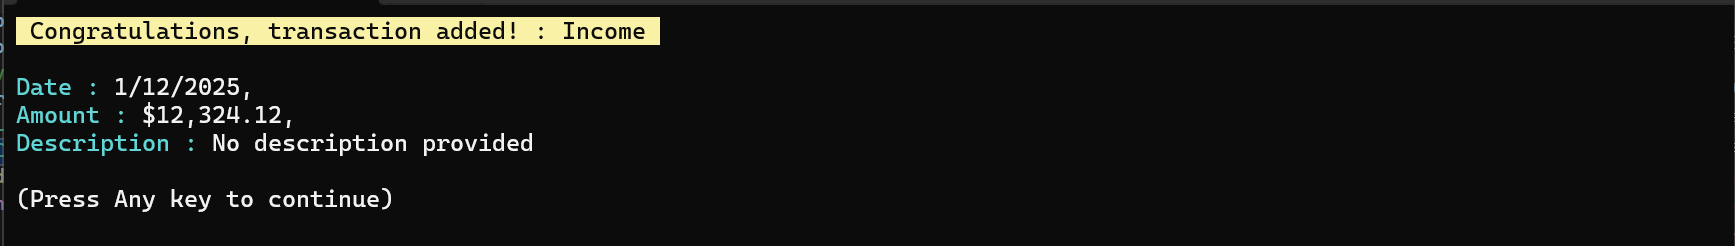 Congratulations, transaction added! : Income
Date : 1/12/2025,
Amount : $12,324.12,
Description : No description provided
(Press Any key to continue)